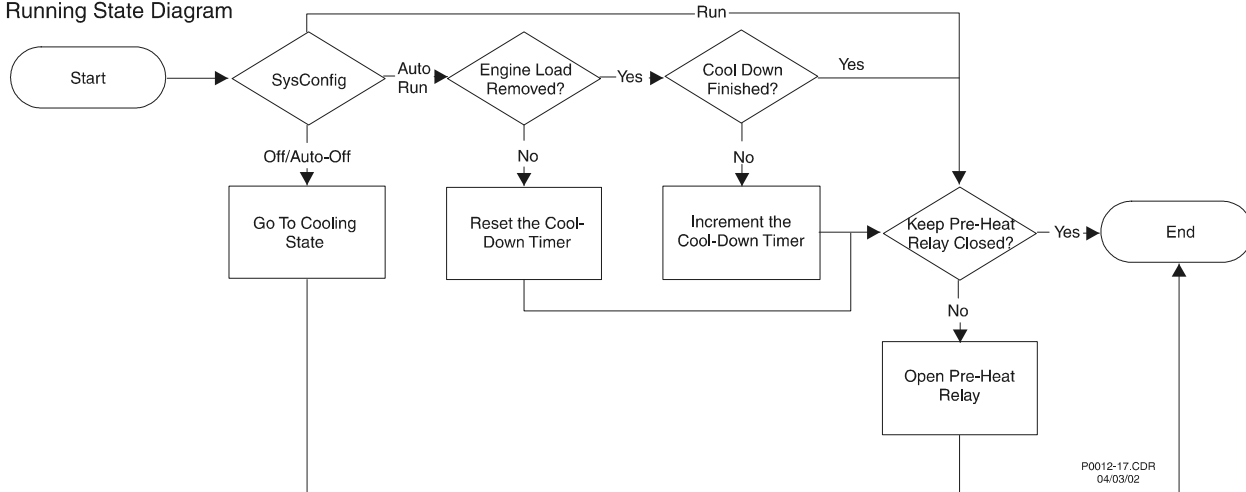 Running State Diagram
Run
Start
SysConfig
Auto
Run
Engine Load
Removed?
Yes
Cool Down
Finished?
Yes
Off/Auto-Off
No
No
Go To Cooling
State
Reset the Cool-
Down Timer
Increment the
Cool-Down Timer
Keep Pre-Heat
Relay Closed?
Yes
End
No
Open Pre-Heat
Relay
P0012-17.CDR
04/03/02